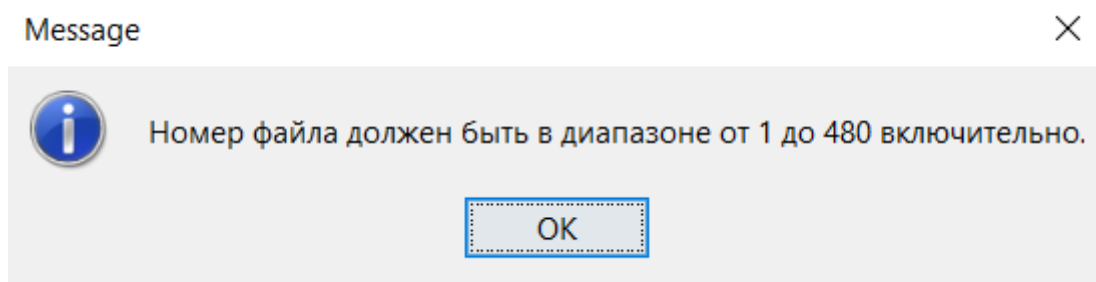 Message
Номер файла должен быть в диапазоне от 1 до 480 включительно.
OK